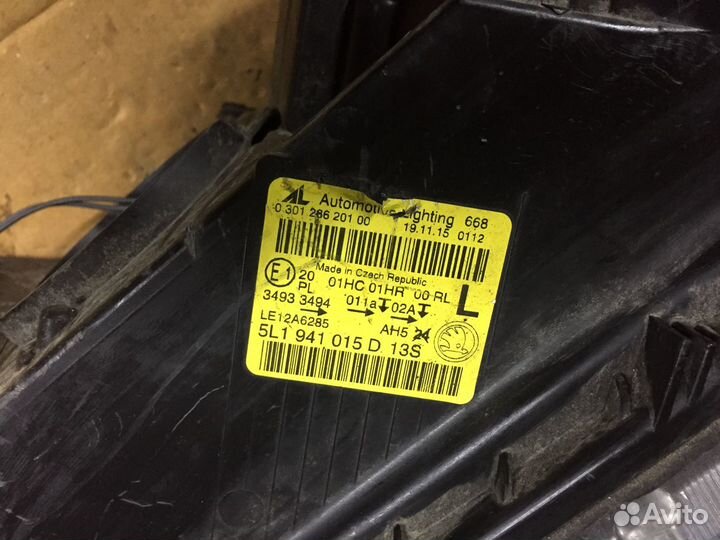 AL Automotive Lighting 668
0 301 266 201 00 19.11.15 0112
Made in Czech Republic
E1 20 01HC 01HR 00 RL
PL 011a 02A L
3493 3494
LE12A6285 AH5 24
5L1 941 015 D 13S
Avito